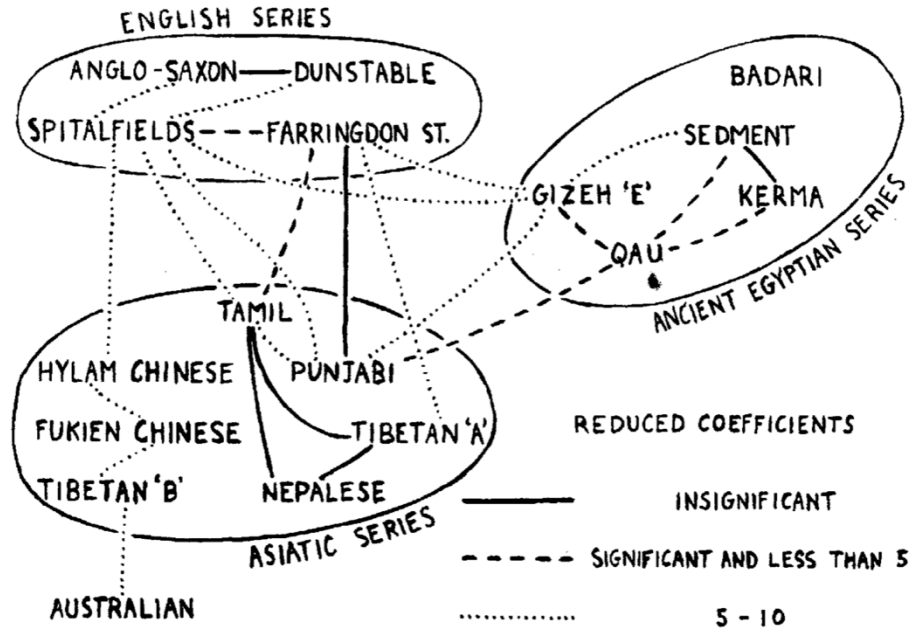 ENGLISH SERIES
ANGLO-SAXON
DUNSTABLE
SPITALFIELDS
FARRINGDON ST.
BADARI
SEDMENT
GIZEH 'E'
KERMA
QAU
ANCIENT EGYPTIAN SERIES
TAMIL
HYLAM CHINESE
PUNJABI
FUKIEN CHINESE
TIBETAN 'A'
TIBETAN 'B'
NEPALESE
ASIATIC SERIES
AUSTRALIAN
REDUCED COEFFICIENTS
INSIGNIFICANT
SIGNIFICANT AND LESS THAN 5
5-10